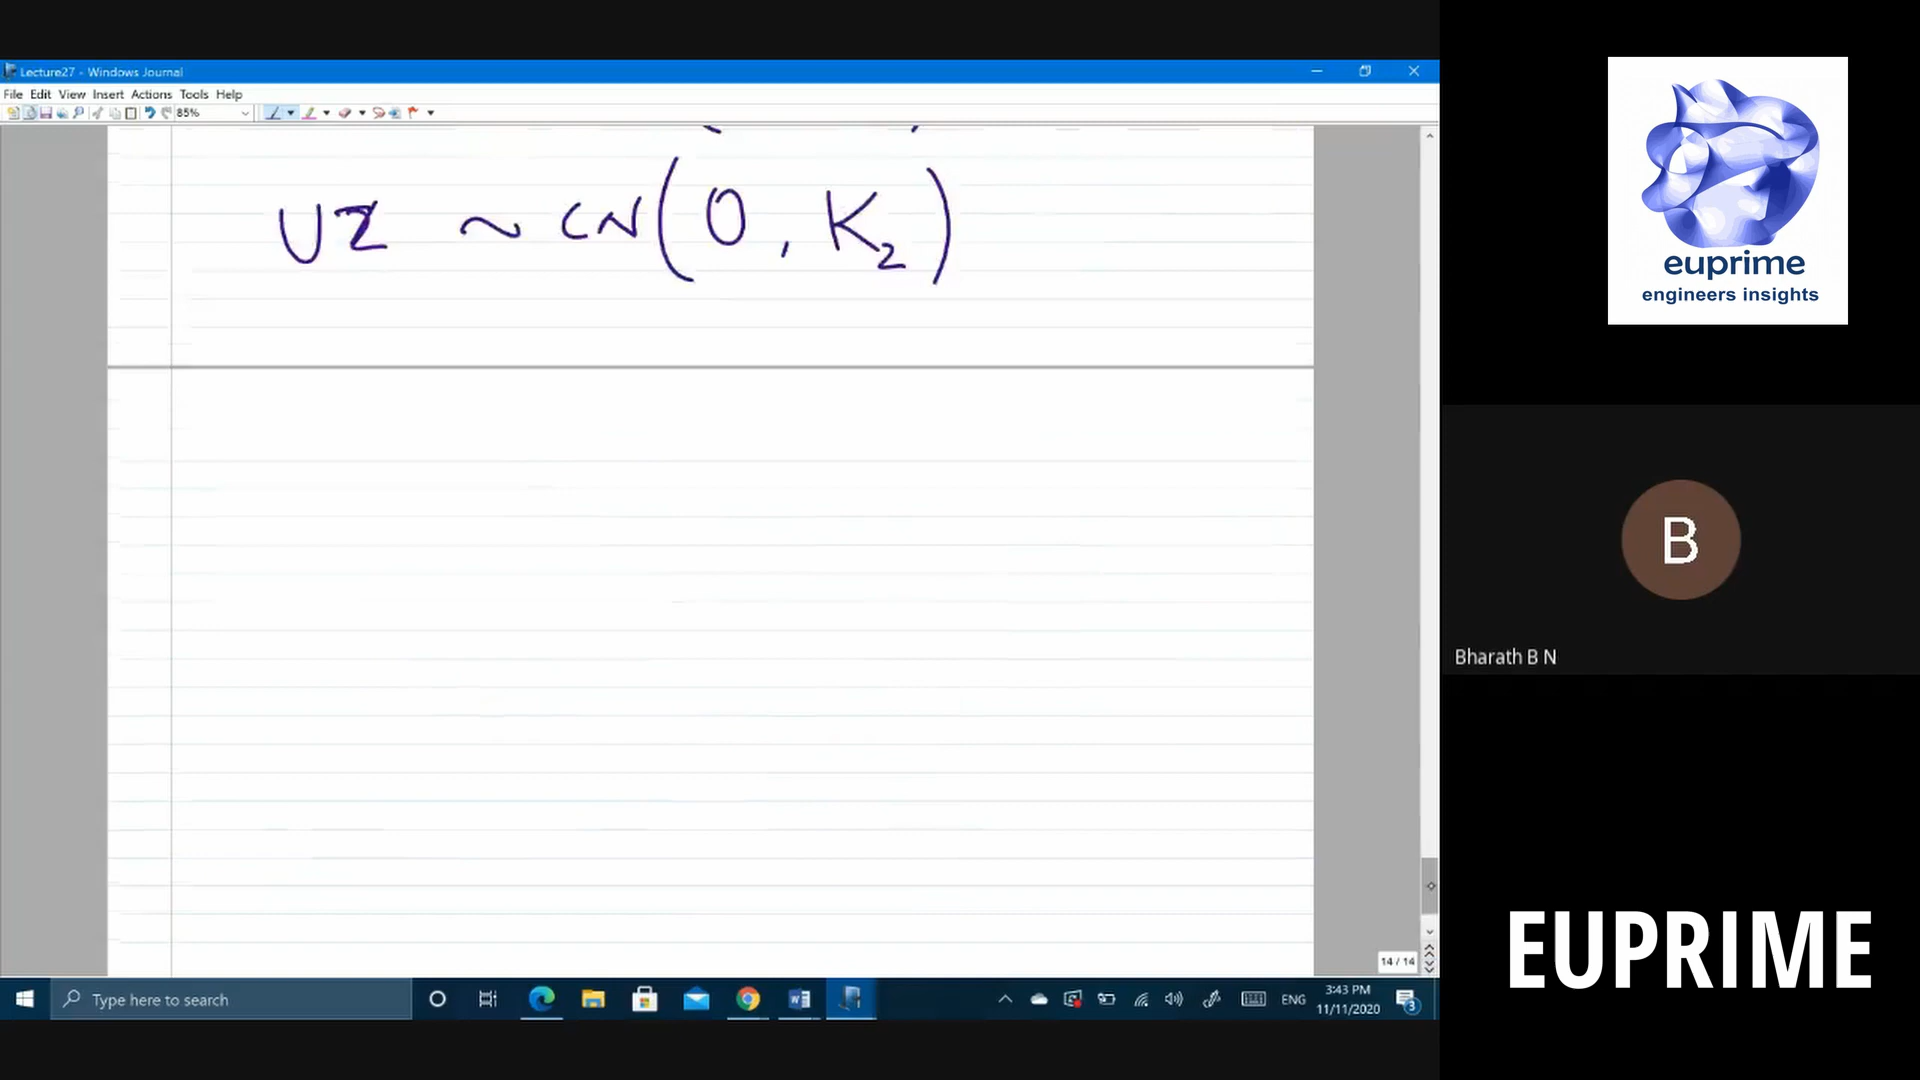 Lecture27 - Windows Journal
File Edit View Insert Actions Tools Help
85%
UZ ~ CN(0, K₂)
14 / 14
Type here to search
ENG
3:43 PM
11/11/2020
3
euprime
engineers insights
B
Bharath B N
EUPRIME